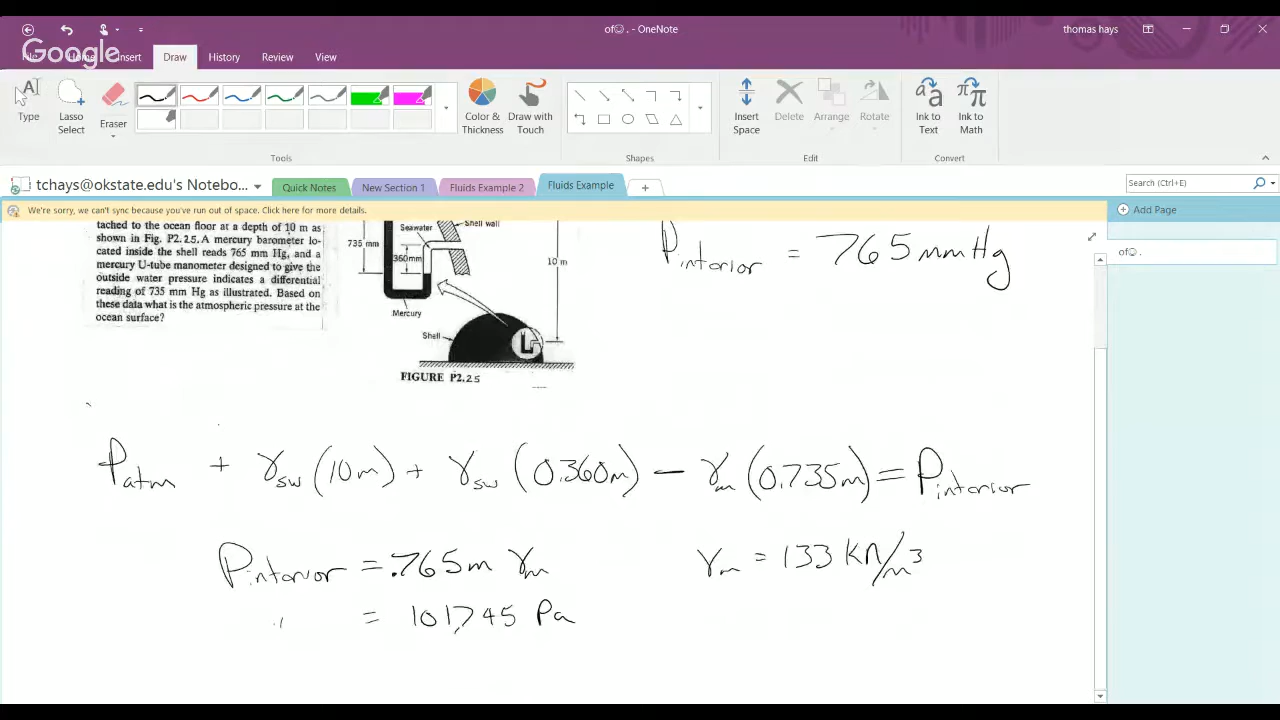 of☺. - OneNote
thomas hays
Google
File Home Insert Draw History Review View
Type
Lasso Select
Eraser
Color & Thickness
Draw with Touch
Insert Space
Delete
Arrange
Rotate
Ink to Text
Ink to Math
Tools
Shapes
Edit
Convert
tchays@okstate.edu's Notebo...
Quick Notes
New Section 1
Fluids Example 2
Fluids Example
+
Search (Ctrl+E)
We're sorry, we can't sync because you've run out of space. Click here for more details.
Add Page
of☺.
tached to the ocean floor at a depth of 10 m as
shown in Fig. P2.25. A mercury barometer lo-
cated inside the shell reads 765 mm Hg, and a
mercury U-tube manometer designed to give the
outside water pressure indicates a differential
reading of 735 mm Hg as illustrated. Based on
these data what is the atmospheric pressure at the
ocean surface?
Seawater
Shell wall
735 mm
360mm
10 m
Mercury
Shell
FIGURE P2.25
Pinterior = 765 mmHg
Patm + γsw (10m) + γsw (0.360m) − γm (0.735m) = Pinterior
Pinterior = .765m γm
γm = 133 kN/m³
" = 101,745 Pa